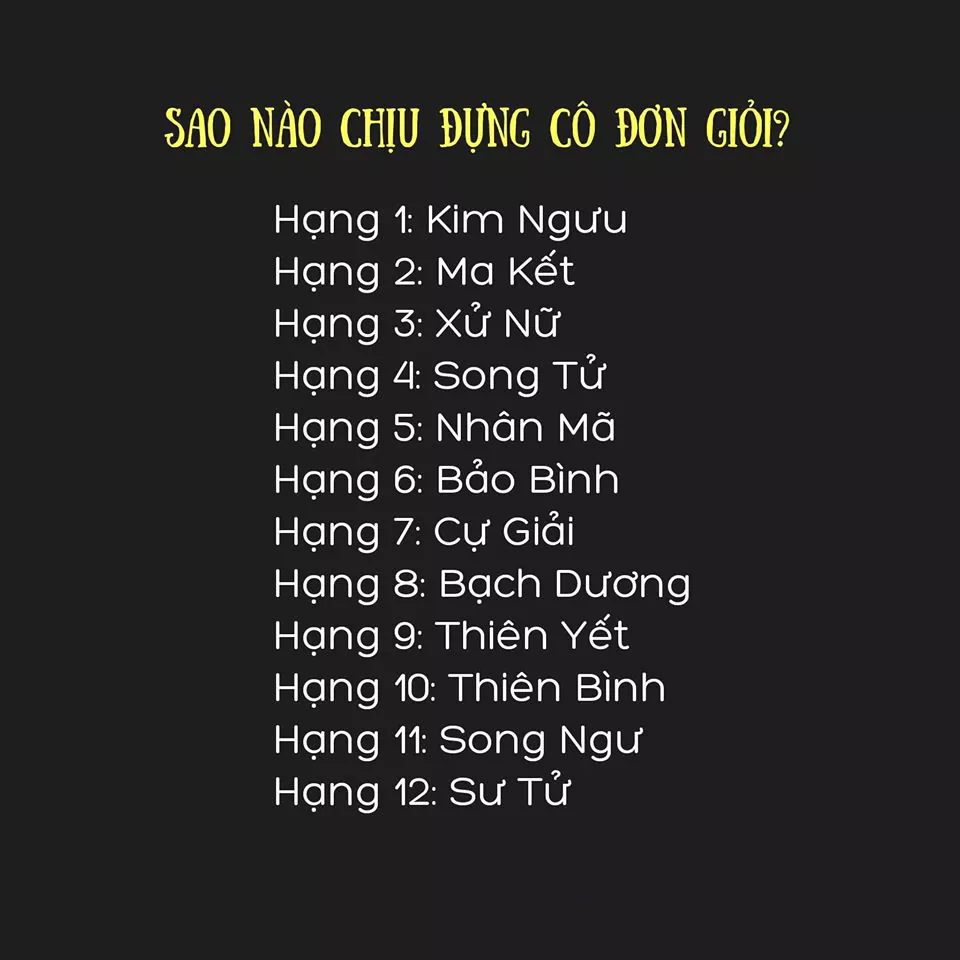 SAO NÀO CHỊU ĐỰNG CÔ ĐƠN GIỎI?
Hạng 1: Kim Ngưu
Hạng 2: Ma Kết
Hạng 3: Xử Nữ
Hạng 4: Song Tử
Hạng 5: Nhân Mã
Hạng 6: Bảo Bình
Hạng 7: Cự Giải
Hạng 8: Bạch Dương
Hạng 9: Thiên Yết
Hạng 10: Thiên Bình
Hạng 11: Song Ngư
Hạng 12: Sư Tử